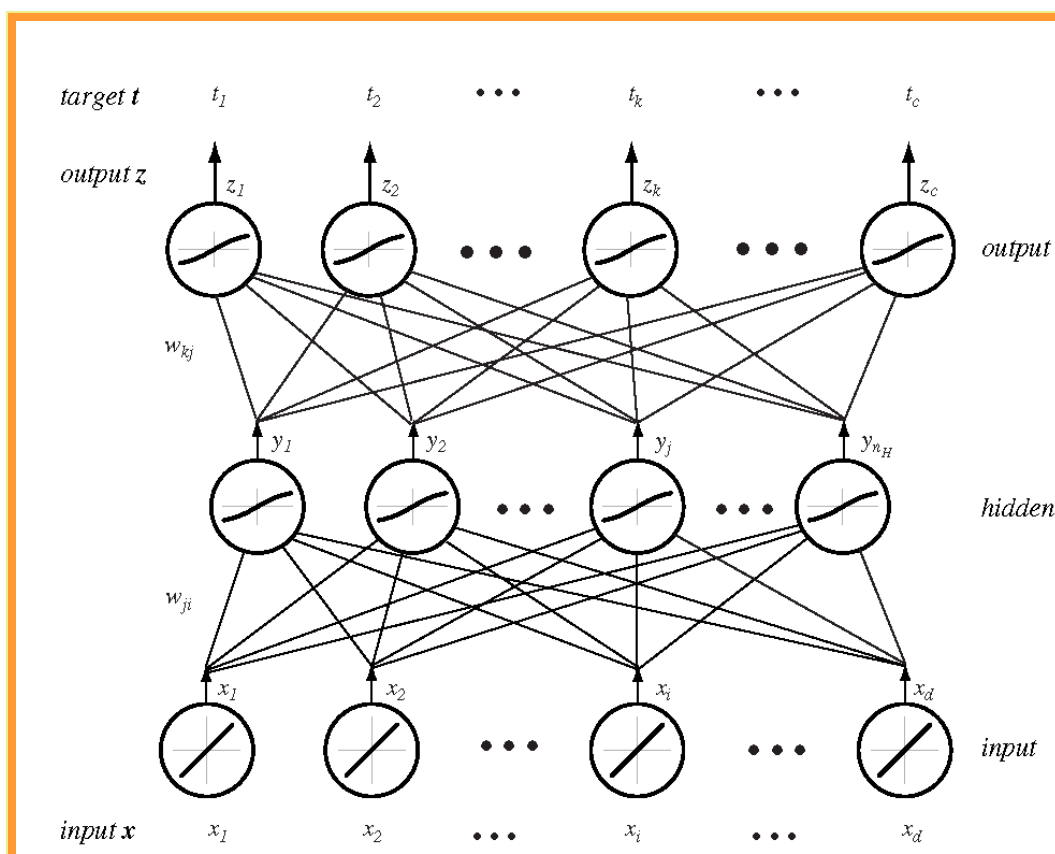 target t t1 t2 ••• tk ••• tc
output z z1 z2 zk zc
••• ••• output
wkj
y1 y2 yj ynH
••• ••• hidden
wji
x1 x2 xi xd
••• ••• input
input x x1 x2 ••• xi ••• xd